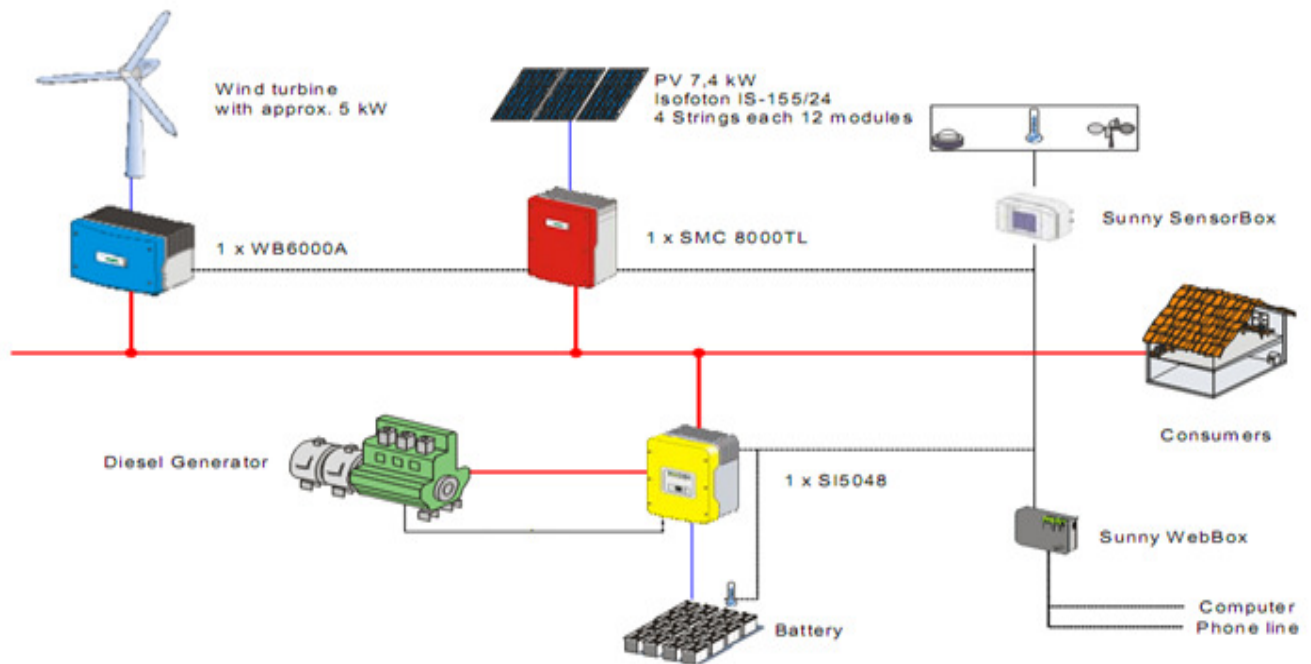 Wind turbine
with approx. 5 kW
PV 7,4 kW
Isofoton IS-155/24
4 Strings each 12 modules
Sunny SensorBox
1 x WB6000A
1 x SMC 8000TL
Consumers
Diesel Generator
1 x SI5048
Sunny WebBox
Battery
Computer
Phone line